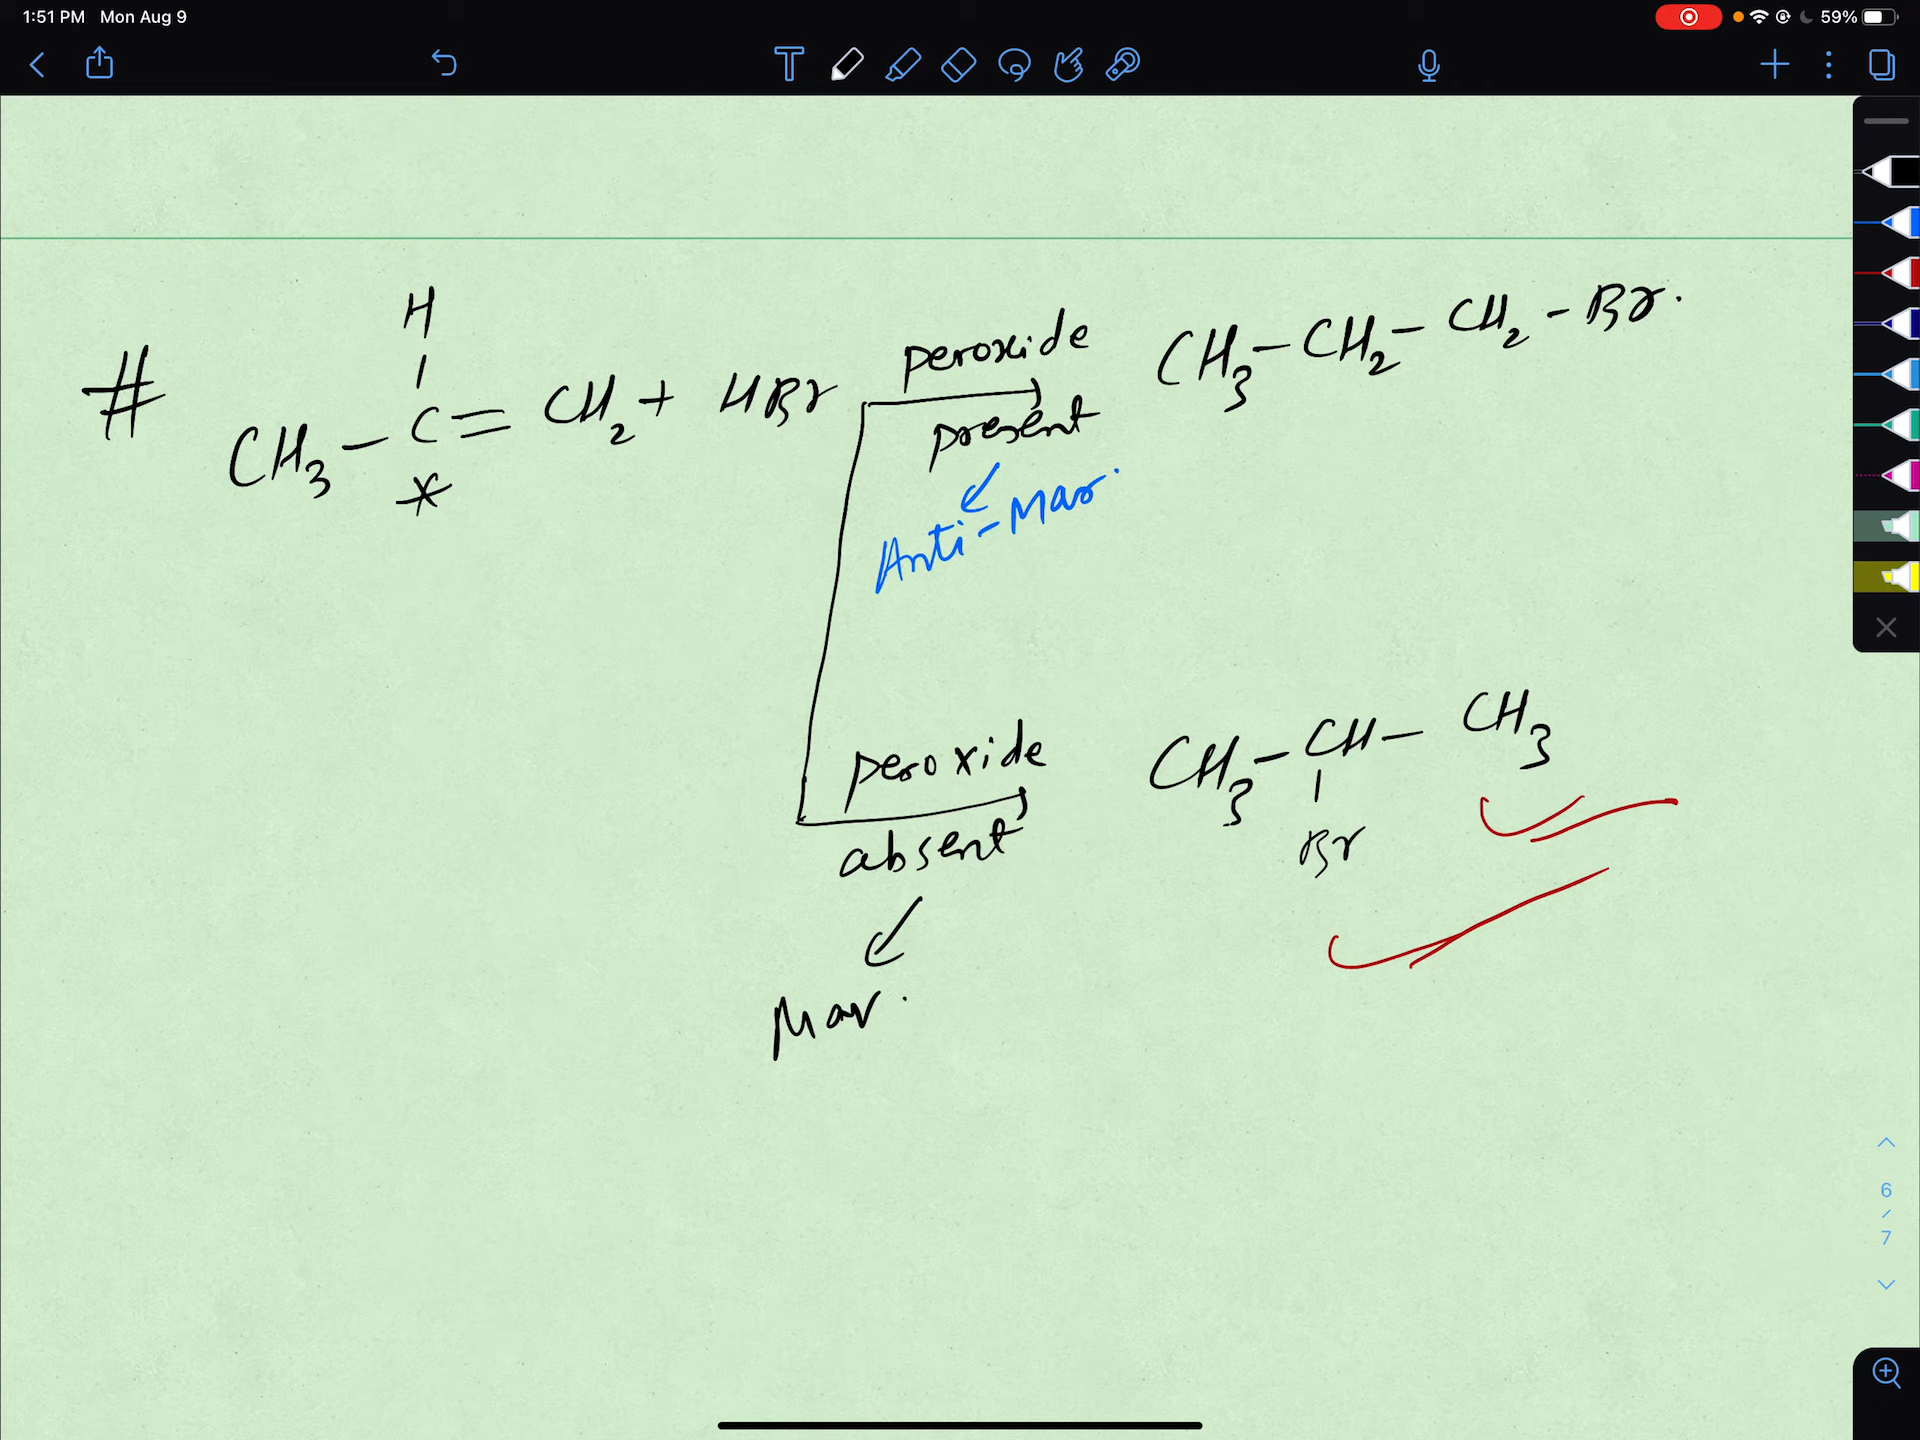 1:51 PM Mon Aug 9
59%
H
# CH3 - C = CH2 + HBr
*
peroxide
present
CH3 - CH2 - CH2 - Br.
Anti-Mar.
peroxide
absent
CH3 - CH - CH3
Br
Mar.
6
/
7